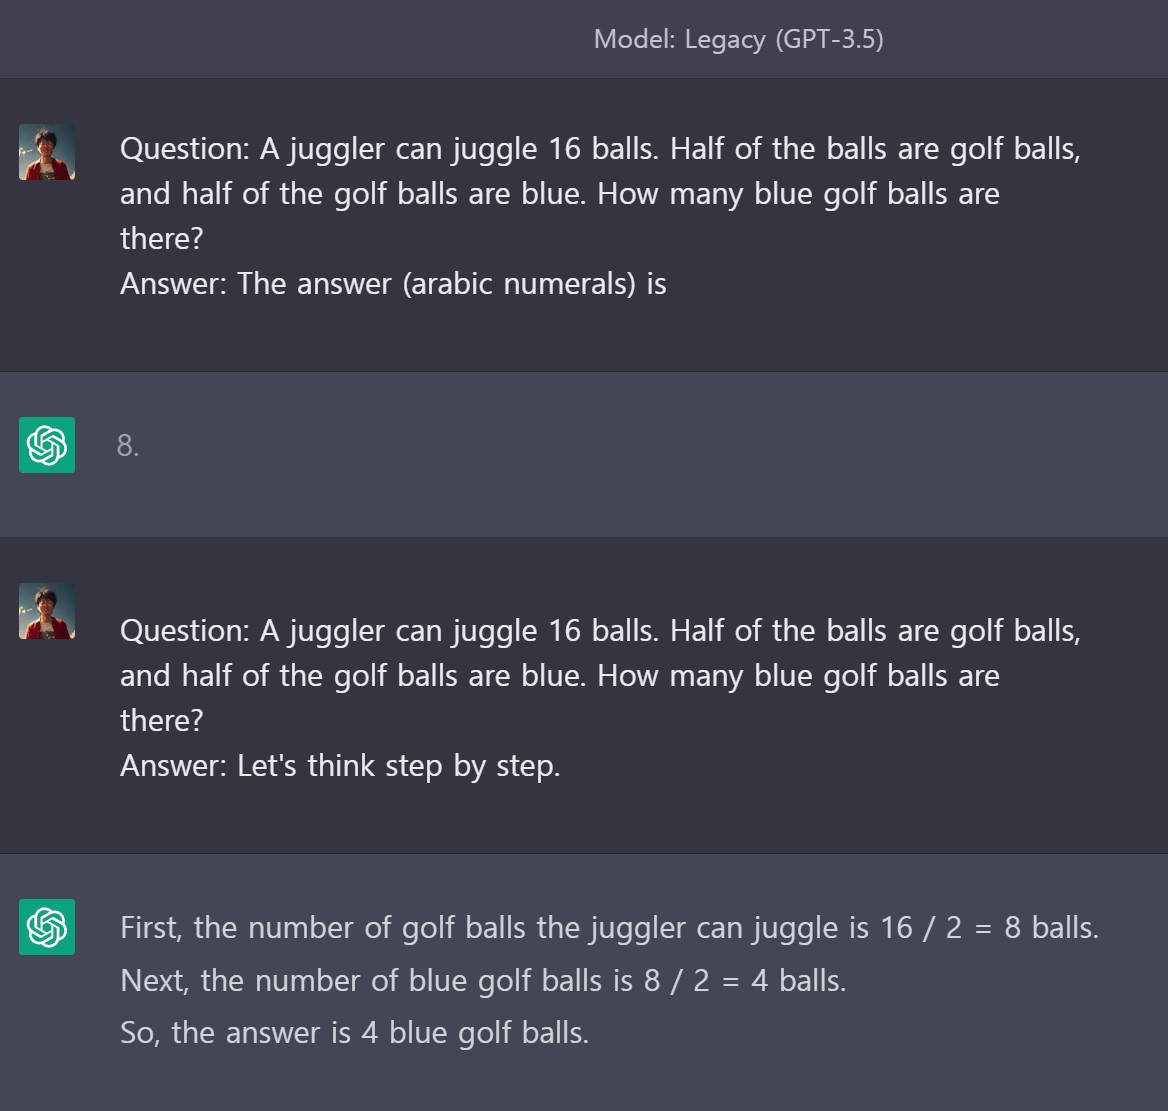 Model: Legacy (GPT-3.5)
Question: A juggler can juggle 16 balls. Half of the balls are golf balls,
and half of the golf balls are blue. How many blue golf balls are
there?
Answer: The answer (arabic numerals) is
8.
Question: A juggler can juggle 16 balls. Half of the balls are golf balls,
and half of the golf balls are blue. How many blue golf balls are
there?
Answer: Let's think step by step.
First, the number of golf balls the juggler can juggle is 16 / 2 = 8 balls.
Next, the number of blue golf balls is 8 / 2 = 4 balls.
So, the answer is 4 blue golf balls.